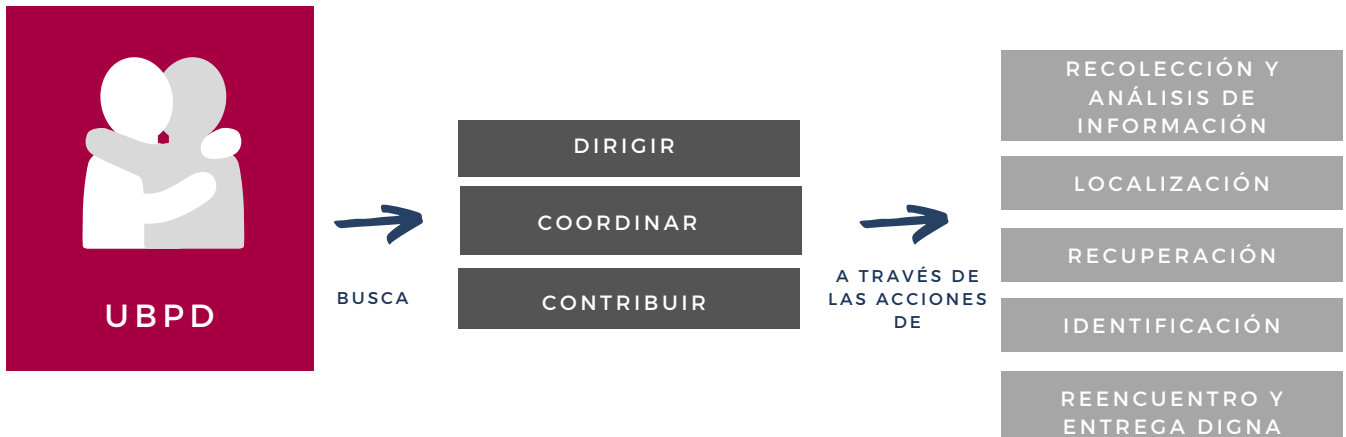 UBPD
BUSCA
DIRIGIR
COORDINAR
CONTRIBUIR
A TRAVÉS DE
LAS ACCIONES
DE
RECOLECCIÓN Y
ANÁLISIS DE
INFORMACIÓN
LOCALIZACIÓN
RECUPERACIÓN
IDENTIFICACIÓN
REENCUENTRO Y
ENTREGA DIGNA